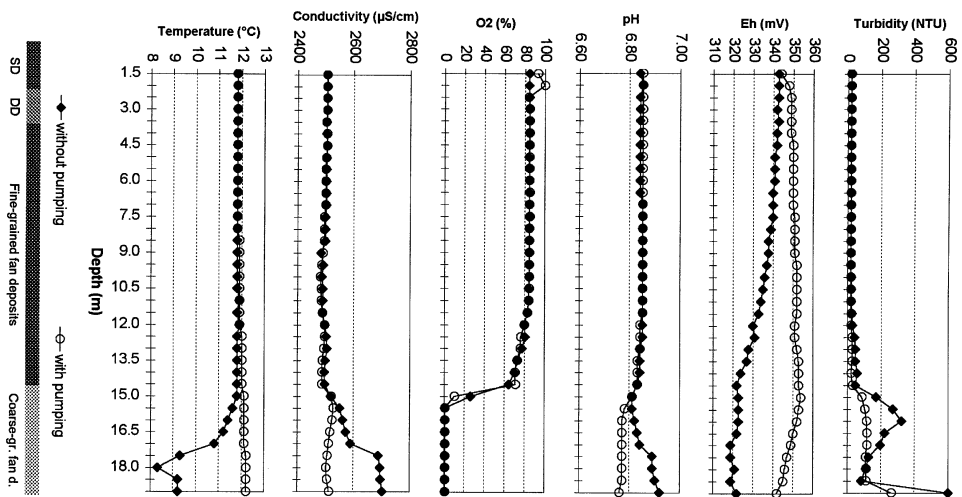 Temperature (°C)
8 9 10 11 12 13
Conductivity (µS/cm)
2400 2600 2800
O2 (%)
0 20 40 60 80 100
pH
6.60 6.80 7.00
Eh (mV)
310 320 330 340 350 360
Turbidity (NTU)
0 200 400 600
1.5
3.0
4.5
6.0
7.5
9.0
10.5
12.0
13.5
15.0
16.5
18.0
Depth (m)
without pumping
with pumping
SD
DD
Fine-grained fan deposits
Coarse-gr. fan d.